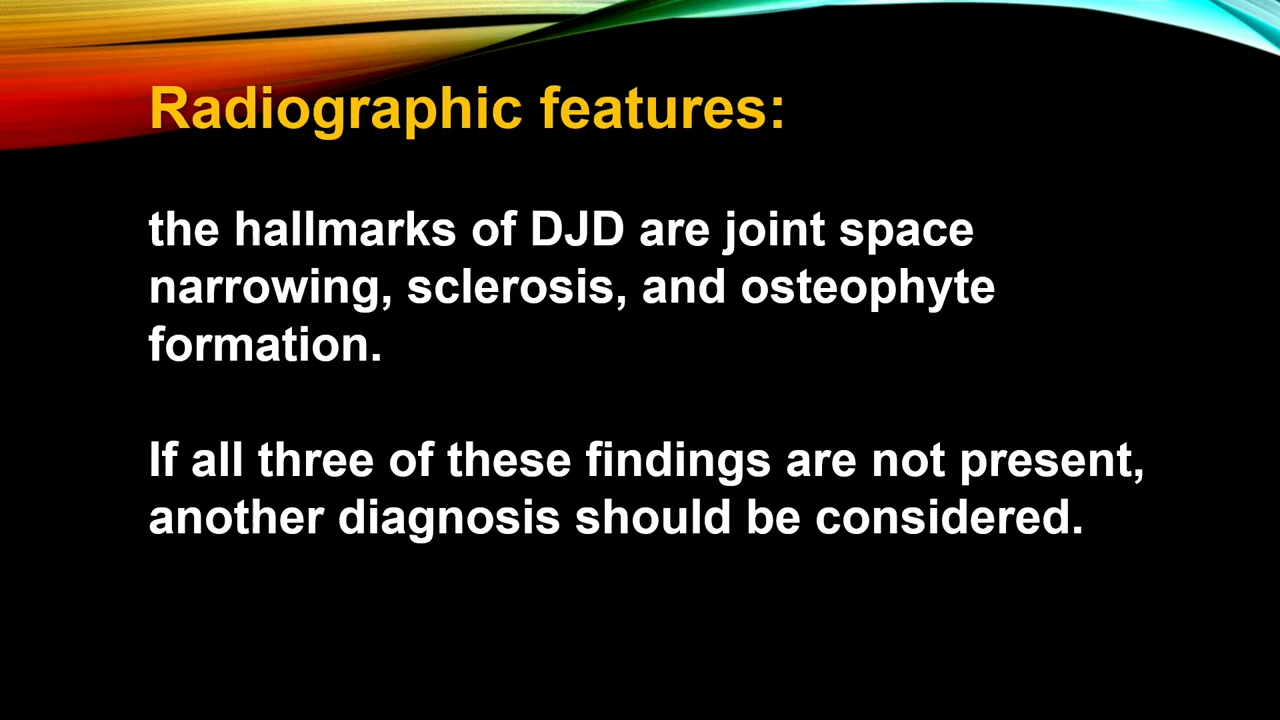 Radiographic features:
the hallmarks of DJD are joint space
narrowing, sclerosis, and osteophyte
formation.
If all three of these findings are not present,
another diagnosis should be considered.